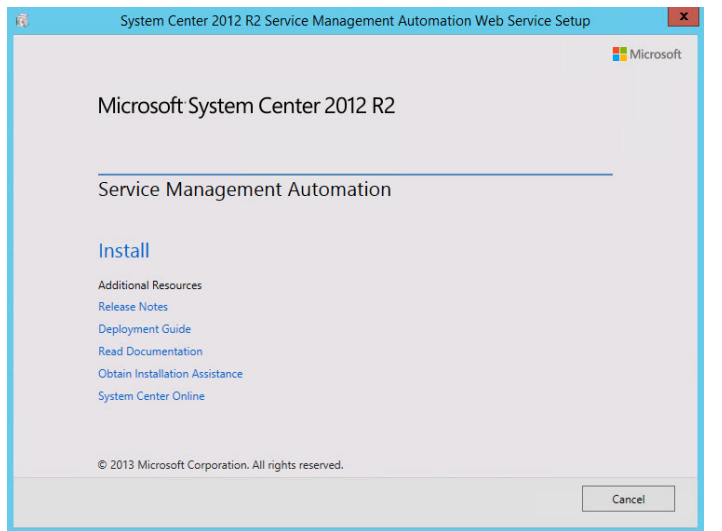 System Center 2012 R2 Service Management Automation Web Service Setup
x
Microsoft
Microsoft System Center 2012 R2
Service Management Automation
Install
Additional Resources
Release Notes
Deployment Guide
Read Documentation
Obtain Installation Assistance
System Center Online
© 2013 Microsoft Corporation. All rights reserved.
Cancel